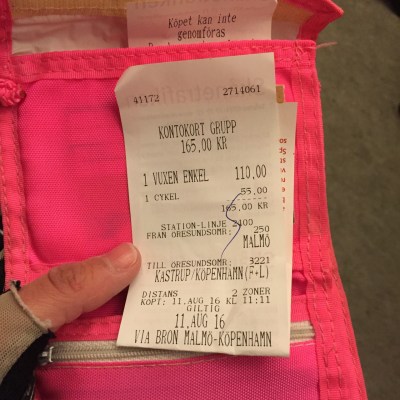 Köpet kan inte
genomföras
41172 2714061
KONTOKORT GRUPP
165,00 KR
1 VUXEN ENKEL 110,00
1 CYKEL 55,00
165,00 KR
STATION-LINJE 2400
FRÅN ÖRESUNDSOMR: 250
MALMÖ
TILL ÖRESUNDSOMR: 3221
KASTRUP/KÖPENHAMN(F+L)
DISTANS 2 ZONER
KÖPT: 11,AUG 16 KL 11:11
GILTIG
11,AUG 16
VIA BRON MALMÖ-KÖPENHAMN